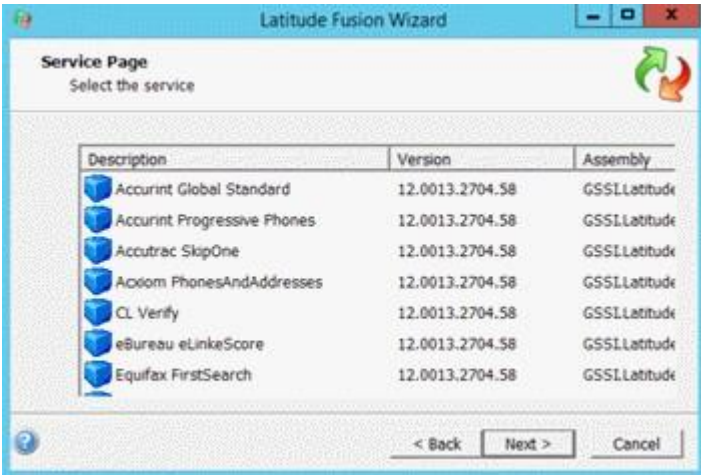 Latitude Fusion Wizard
Service Page
Select the service
Description Version Assembly
Accurint Global Standard 12.0013.2704.58 GSSI.Latitude
Accurint Progressive Phones 12.0013.2704.58 GSSI.Latitude
Accutrac SkipOne 12.0013.2704.58 GSSI.Latitude
Acxiom PhonesAndAddresses 12.0013.2704.58 GSSI.Latitude
CL Verify 12.0013.2704.58 GSSI.Latitude
eBureau eLinkeScore 12.0013.2704.58 GSSI.Latitude
Equifax FirstSearch 12.0013.2704.58 GSSI.Latitude
< Back Next > Cancel